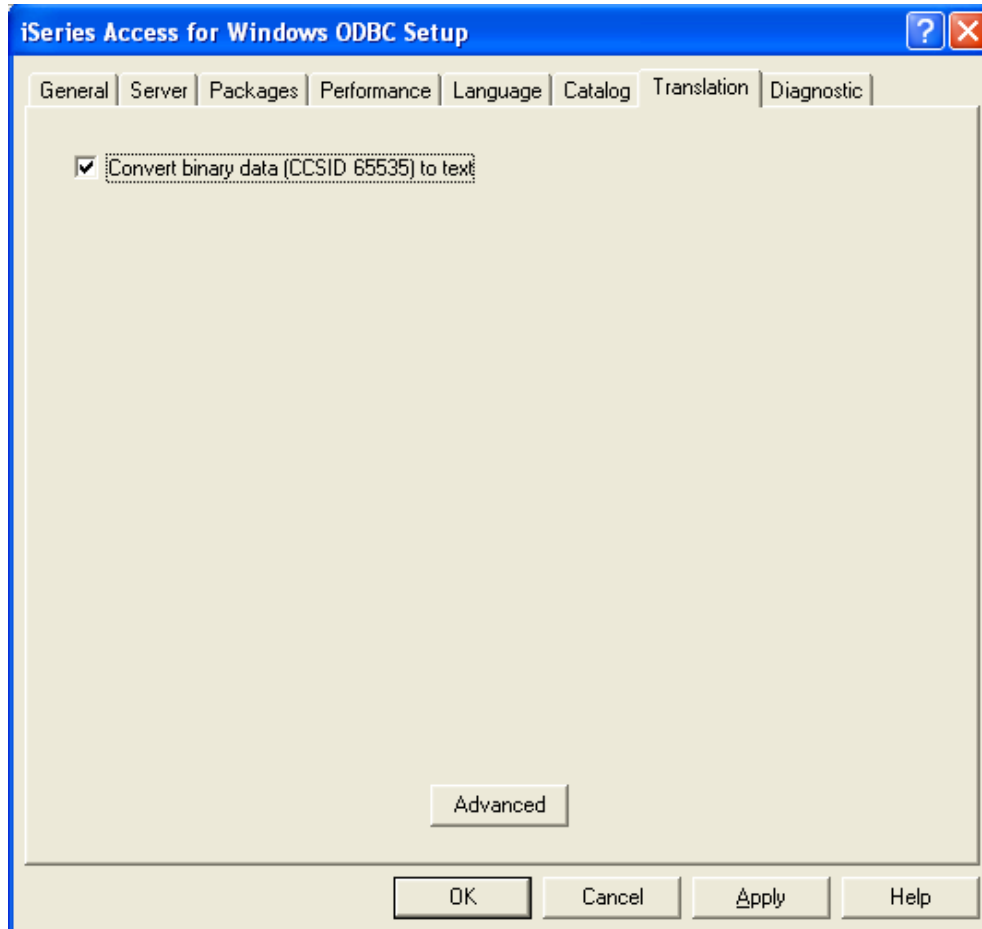 iSeries Access for Windows ODBC Setup
General Server Packages Performance Language Catalog Translation Diagnostic
Convert binary data (CCSID 65535) to text
Advanced
OK Cancel Apply Help